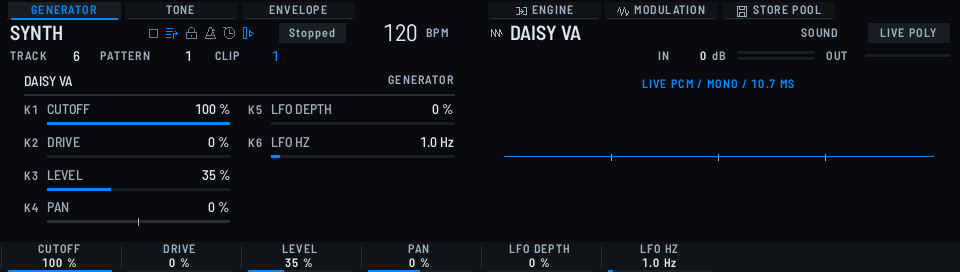 GENERATOR TONE ENVELOPE ENGINE MODULATION STORE POOL
SYNTH Stopped 120 BPM DAISY VA SOUND LIVE POLY
TRACK 6 PATTERN 1 CLIP 1 IN 0 dB OUT
DAISY VA GENERATOR
LIVE PCM / MONO / 10.7 MS
K1 CUTOFF 100 % K5 LFO DEPTH 0 %
K2 DRIVE 0 % K6 LFO HZ 1.0 Hz
K3 LEVEL 35 %
K4 PAN 0 %
CUTOFF DRIVE LEVEL PAN LFO DEPTH LFO HZ
100 % 0 % 35 % 0 % 0 % 1.0 Hz